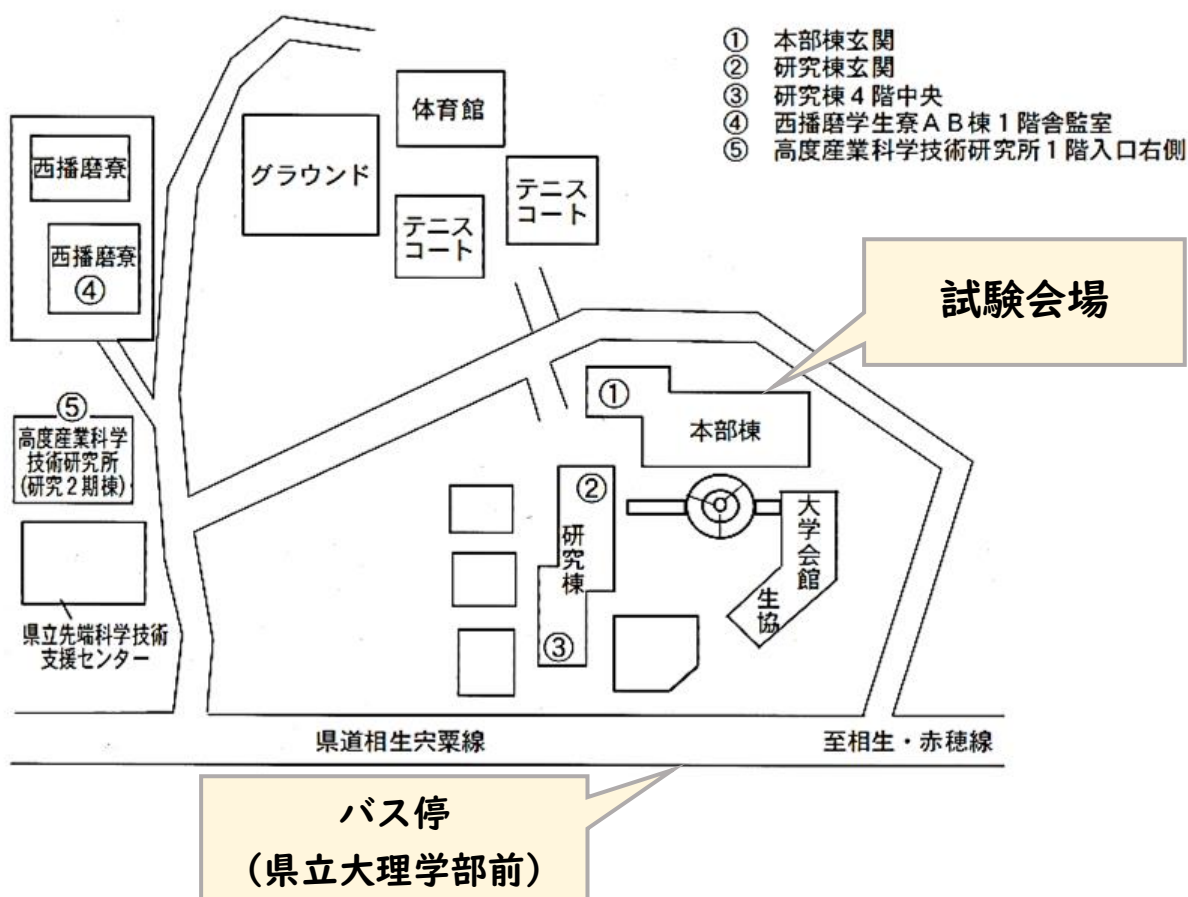 ① 本部棟玄関
② 研究棟玄関
③ 研究棟4階中央
④ 西播磨学生寮AB棟1階舎監室
⑤ 高度産業科学技術研究所1階入口右側
体育館
グラウンド
テニス
コート
テニス
コート
西播磨寮
西播磨寮
④
試験会場
①
本部棟
⑤
高度産業科学
技術研究所
(研究2期棟)
②
研究棟
③
大学会館
生協
県立先端科学技術
支援センター
県道相生宍粟線
至相生・赤穂線
バス停
(県立大理学部前)